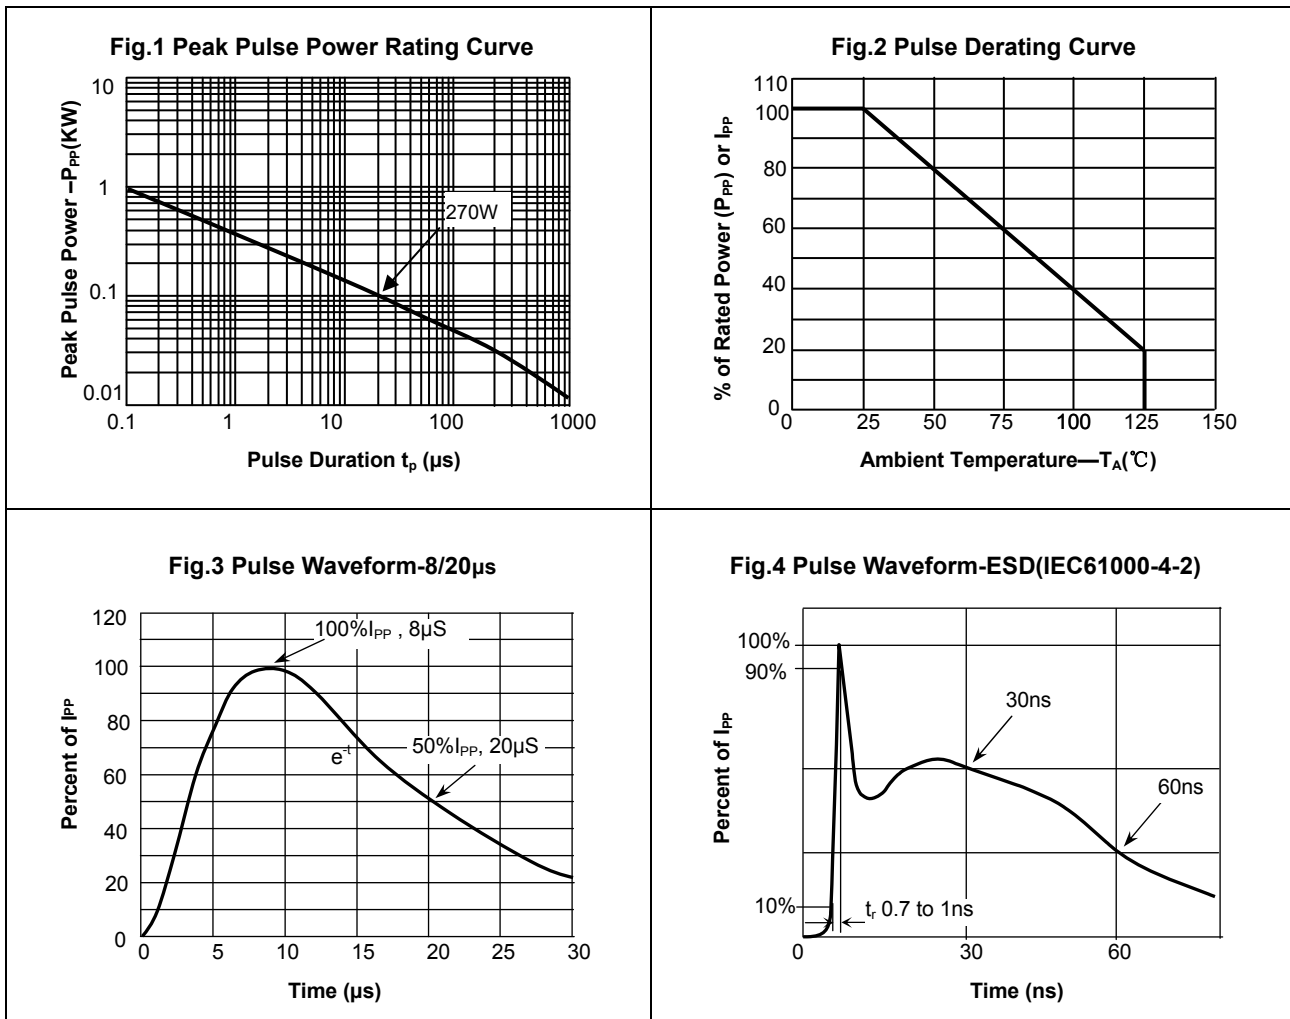 Fig.1 Peak Pulse Power Rating Curve
Peak Pulse Power –PPP(KW)
10
1
0.1
0.01
270W
0.1 1 10 100 1000
Pulse Duration tp (µs)
Fig.2 Pulse Derating Curve
% of Rated Power (PPP) or IPP
110
100
80
60
40
20
0
0 25 50 75 100 125 150
Ambient Temperature—TA(℃)
Fig.3 Pulse Waveform-8/20µs
Percent of IPP
120
100
80
60
40
20
0
100%IPP , 8µS
e-t
50%IPP, 20µS
0 5 10 15 20 25 30
Time (µs)
Fig.4 Pulse Waveform-ESD(IEC61000-4-2)
Percent of IPP
100%
90%
10%
30ns
60ns
tr 0.7 to 1ns
0 30 60
Time (ns)